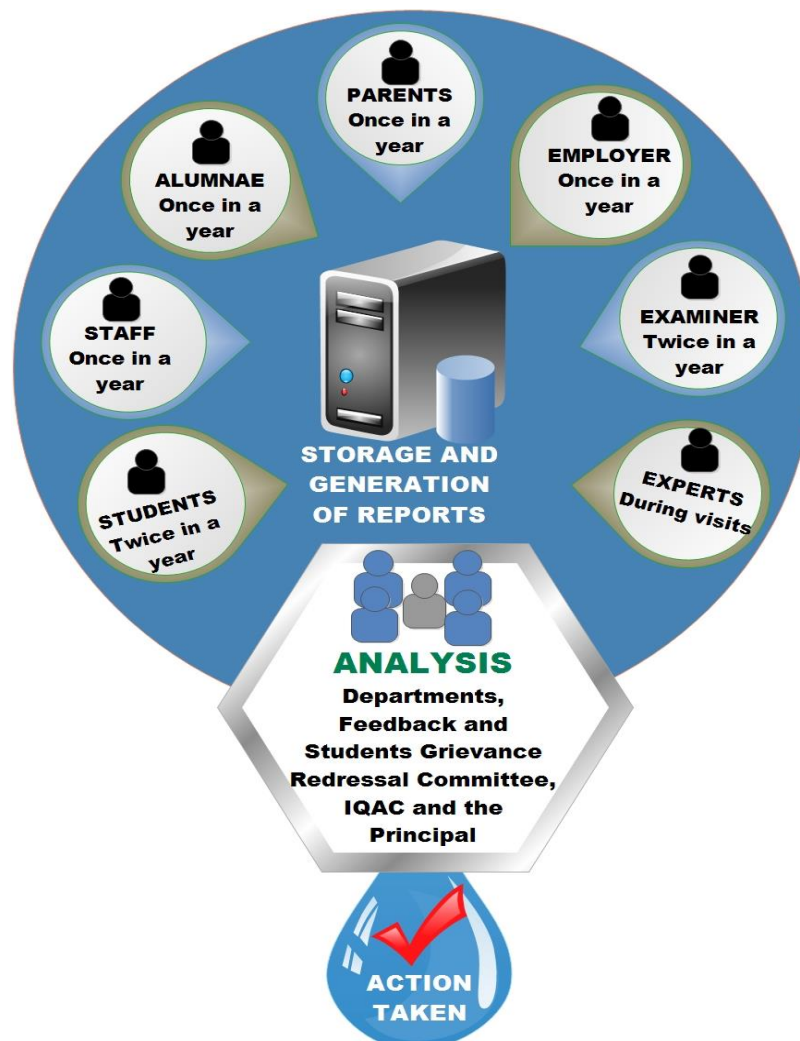 PARENTS
Once in a
year
ALUMNAE
Once in a
year
EMPLOYER
Once in a
year
STAFF
Once in a
year
EXAMINER
Twice in a
year
STUDENTS
Twice in a
year
EXPERTS
During visits
STORAGE AND
GENERATION
OF REPORTS
ANALYSIS
Departments,
Feedback and
Students Grievance
Redressal Committee,
IQAC and the
Principal
ACTION
TAKEN